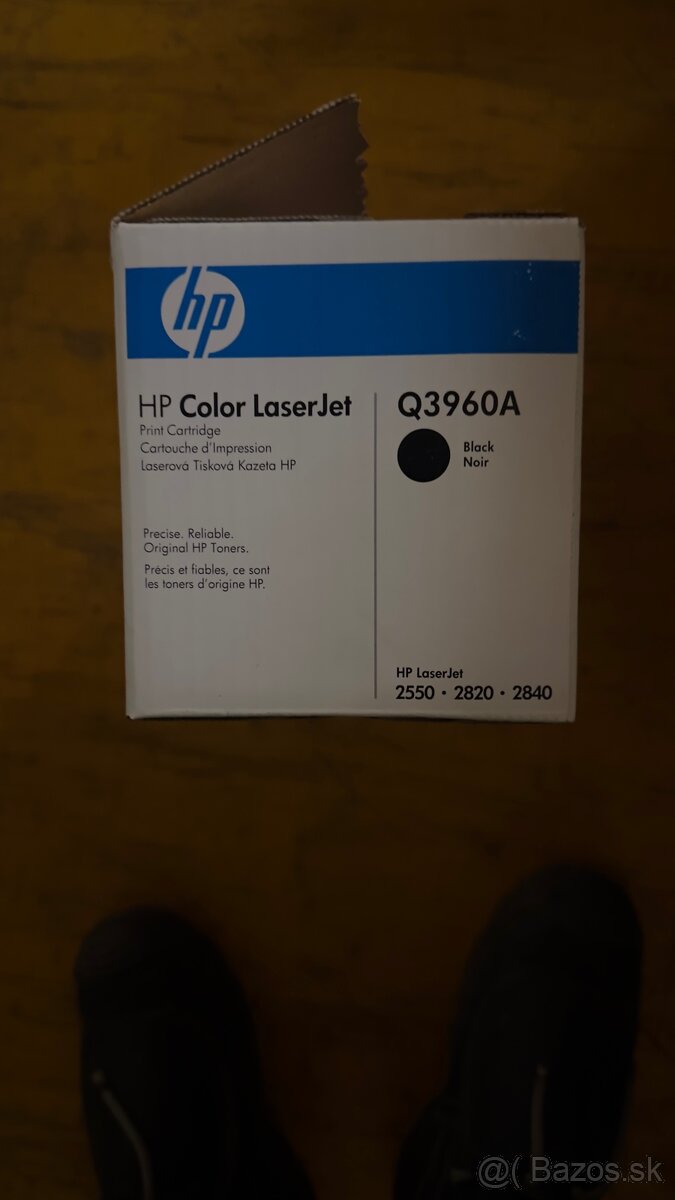 hp
HP Color LaserJet
Print Cartridge
Cartouche d'Impression
Laserová Tisková Kazeta HP
Precise. Reliable.
Original HP Toners.
Précis et fiables, ce sont
les toners d'origine HP.
Q3960A
Black
Noir
HP LaserJet
2550 • 2820 • 2840
@( Bazos.sk